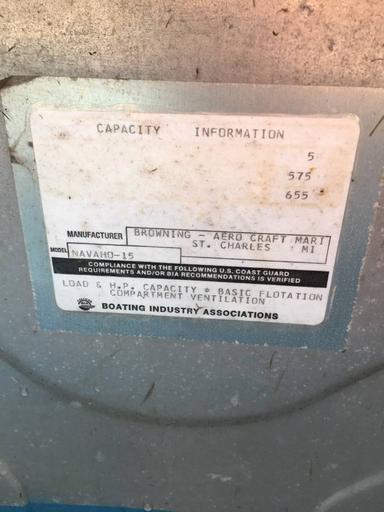 CAPACITY INFORMATION
5
575
655
MANUFACTURER BROWNING - AERO CRAFT MARI
ST. CHARLES MI
MODEL NAVAHO-15
COMPLIANCE WITH THE FOLLOWING U.S. COAST GUARD
REQUIREMENTS AND/OR BIA RECOMMENDATIONS IS VERIFIED
LOAD & H.P. CAPACITY * BASIC FLOTATION
COMPARTMENT VENTILATION
BOATING INDUSTRY ASSOCIATIONS